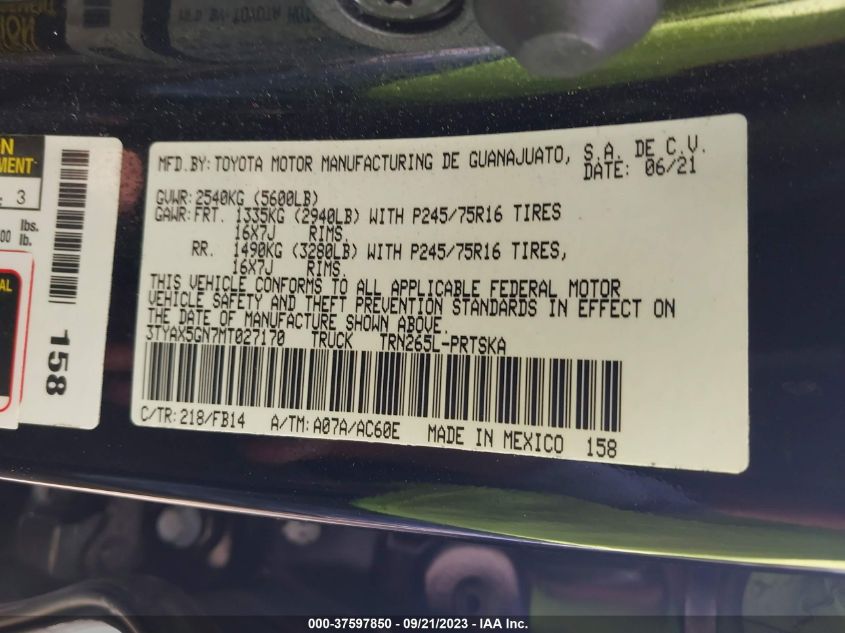 MFD. BY: TOYOTA MOTOR MANUFACTURING DE GUANAJUATO, S.A. DE C.V.
DATE: 06/21
GVWR: 2540KG (5600LB)
GAWR: FRT. 1335KG (2940LB) WITH P245/75R16 TIRES
16X7J RIMS.
RR. 1490KG (3280LB) WITH P245/75R16 TIRES,
16X7J RIMS.
THIS VEHICLE CONFORMS TO ALL APPLICABLE FEDERAL MOTOR
VEHICLE SAFETY AND THEFT PREVENTION STANDARDS IN EFFECT ON
THE DATE OF MANUFACTURE SHOWN ABOVE.
3TYAX5GN7MT027170 TRUCK TRN265L-PRTSKA
C/TR: 218/FB14 A/TM: A07A/AC60E MADE IN MEXICO 158
3
lbs.
lb.
158
000-37597850 - 09/21/2023 - IAA Inc.